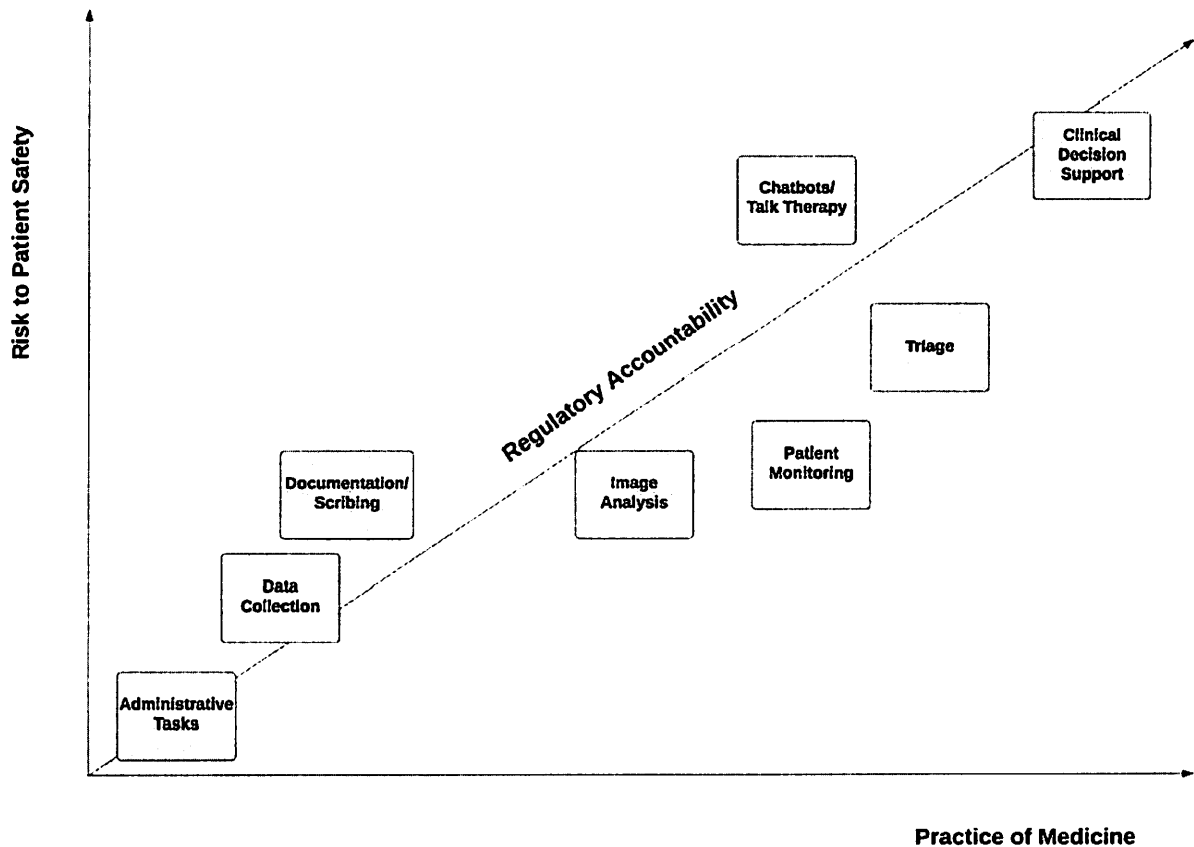 Risk to Patient Safety
Clinical
Decision
Support
Chatbots/
Talk Therapy
Regulatory Accountability
Triage
Patient
Monitoring
Documentation/
Scribing
Image
Analysis
Data
Collection
Administrative
Tasks
Practice of Medicine